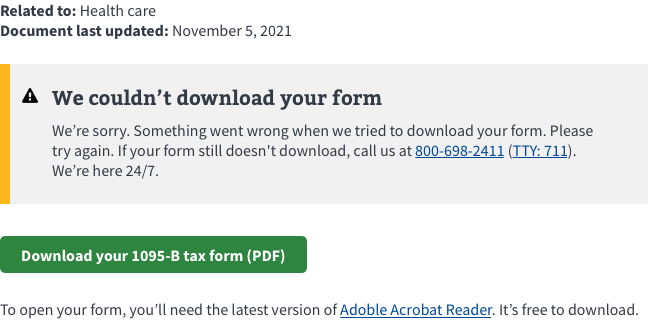 Related to: Health care
Document last updated: November 5, 2021
We couldn’t download your form
We’re sorry. Something went wrong when we tried to download your form. Please
try again. If your form still doesn't download, call us at 800-698-2411 (TTY: 711).
We’re here 24/7.
Download your 1095-B tax form (PDF)
To open your form, you’ll need the latest version of Adoble Acrobat Reader. It’s free to download.